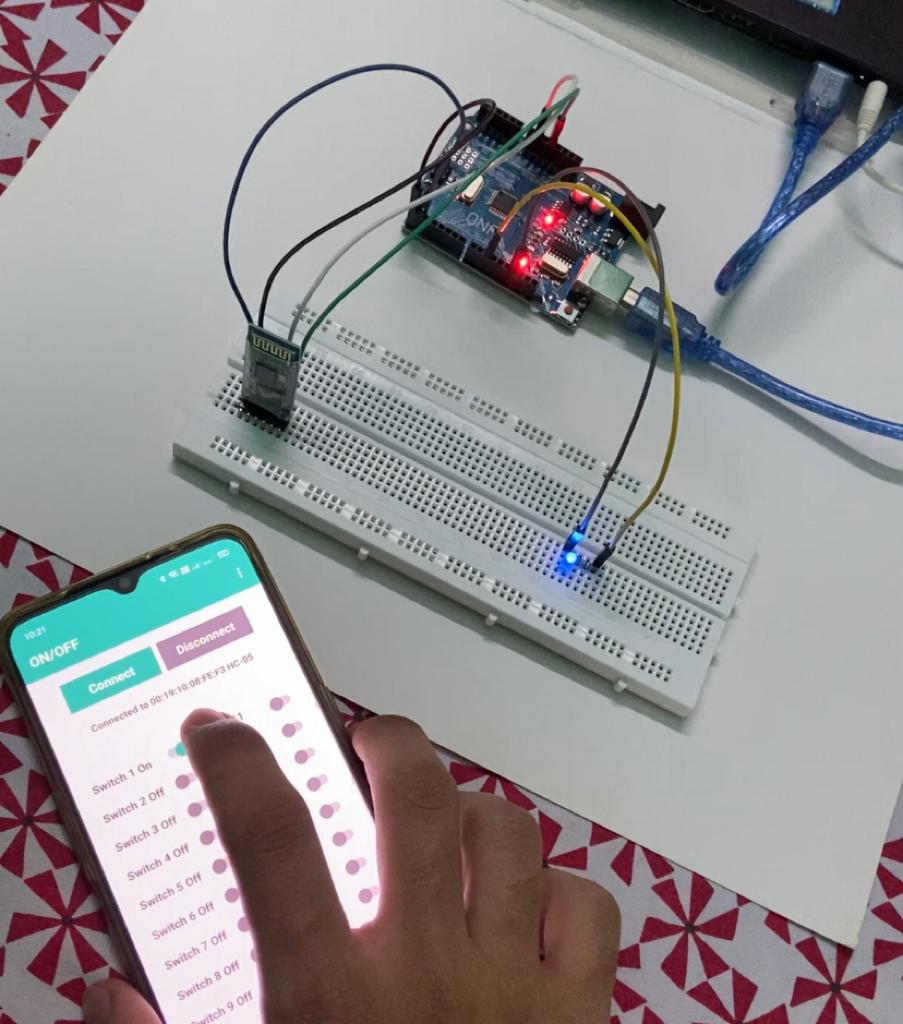 10:21
ON/OFF
Connect Disconnect
Connected to 00:19:10:08:FE:F3 HC-05
1
Switch 1 On
Switch 2 Off
Switch 3 Off
Switch 4 Off
Switch 5 Off
Switch 6 Off
Switch 7 Off
Switch 8 Off
Switch 9 Off
UNO